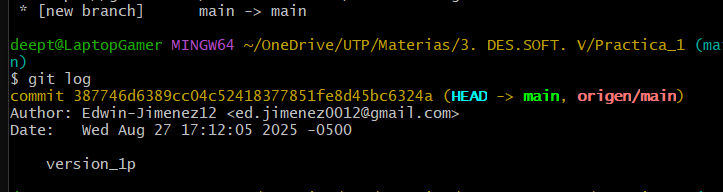 * [new branch]      main -> main
deept@LaptopGamer MINGW64 ~/OneDrive/UTP/Materias/3. DES.SOFT. V/Practica_1 (mai
n)
$ git log
commit 387746d6389cc04c52418377851fe8d45bc6324a (HEAD -> main, origen/main)
Author: Edwin-Jimenez12 <ed.jimenez0012@gmail.com>
Date:   Wed Aug 27 17:12:05 2025 -0500
version_1p